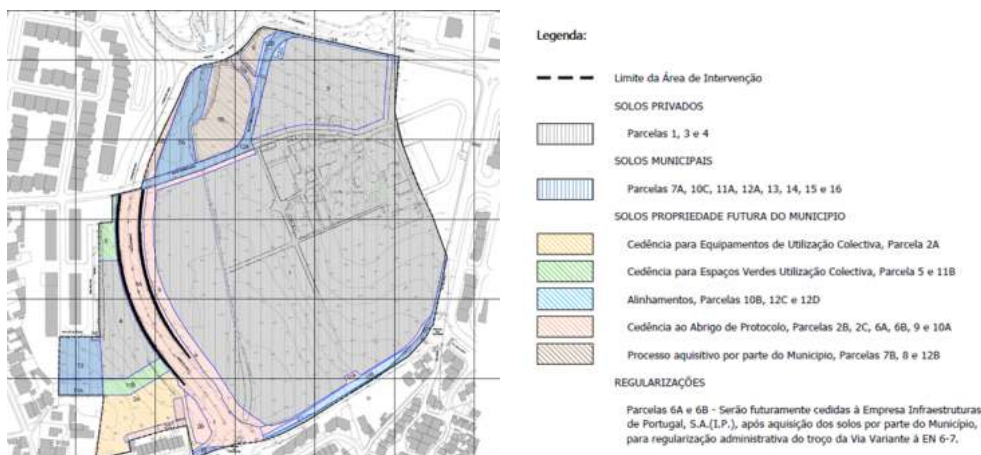 Legenda:
Limite da Área de Intervenção
SOLOS PRIVADOS
Parcelas 1, 3 e 4
SOLOS MUNICIPAIS
Parcelas 7A, 10C, 11A, 12A, 13, 14, 15 e 16
SOLOS PROPRIEDADE FUTURA DO MUNICIPIO
Cedência para Equipamentos de Utilização Colectiva, Parcela 2A
Cedência para Espaços Verdes Utilização Colectiva, Parcela 5 e 11B
Alinhamentos, Parcelas 10B, 12C e 12D
Cedência ao Abrigo de Protocolo, Parcelas 2B, 2C, 6A, 6B, 9 e 10A
Processo aquisitivo por parte do Município, Parcelas 7B, 8 e 12B
REGULARIZAÇÕES
Parcelas 6A e 6B - Serão futuramente cedidas à Empresa Infraestruturas
de Portugal, S.A.(I.P.), após aquisição dos solos por parte do Município,
para regularização administrativa do troço da Via Variante à EN 6-7.